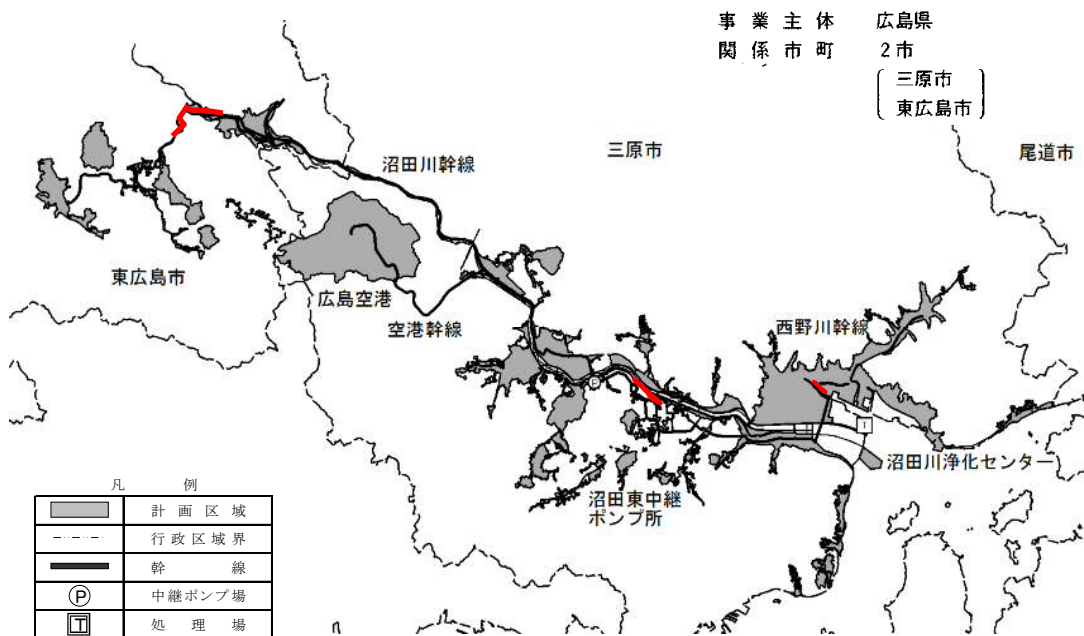 事業主体 広島県
関係市町 2市
三原市
東広島市
三原市
尾道市
沼田川幹線
東広島市
広島空港
空港幹線
西野川幹線
P
T
沼田川浄化センター
沼田東中継
ポンプ所
凡例
計画区域
行政区域界
幹線
P 中継ポンプ場
T 処理場